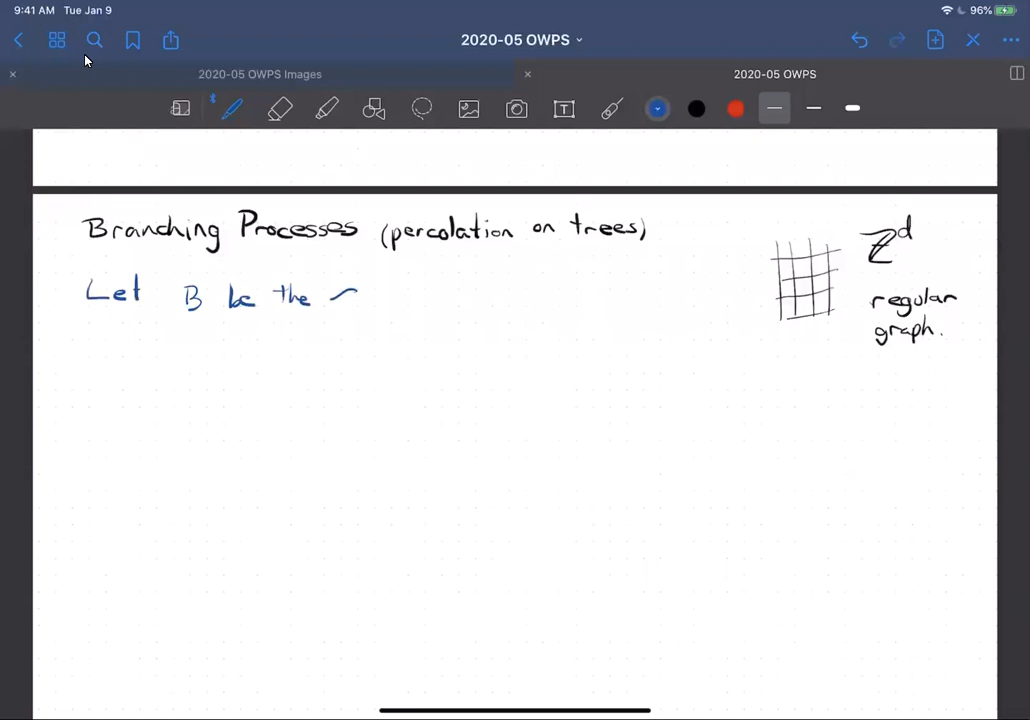 9:41 AM Tue Jan 9
96%
2020-05 OWPS
2020-05 OWPS Images
2020-05 OWPS
T
Branching Processes (percolation on trees)
ℤ^d
Let B be the
regular
graph.